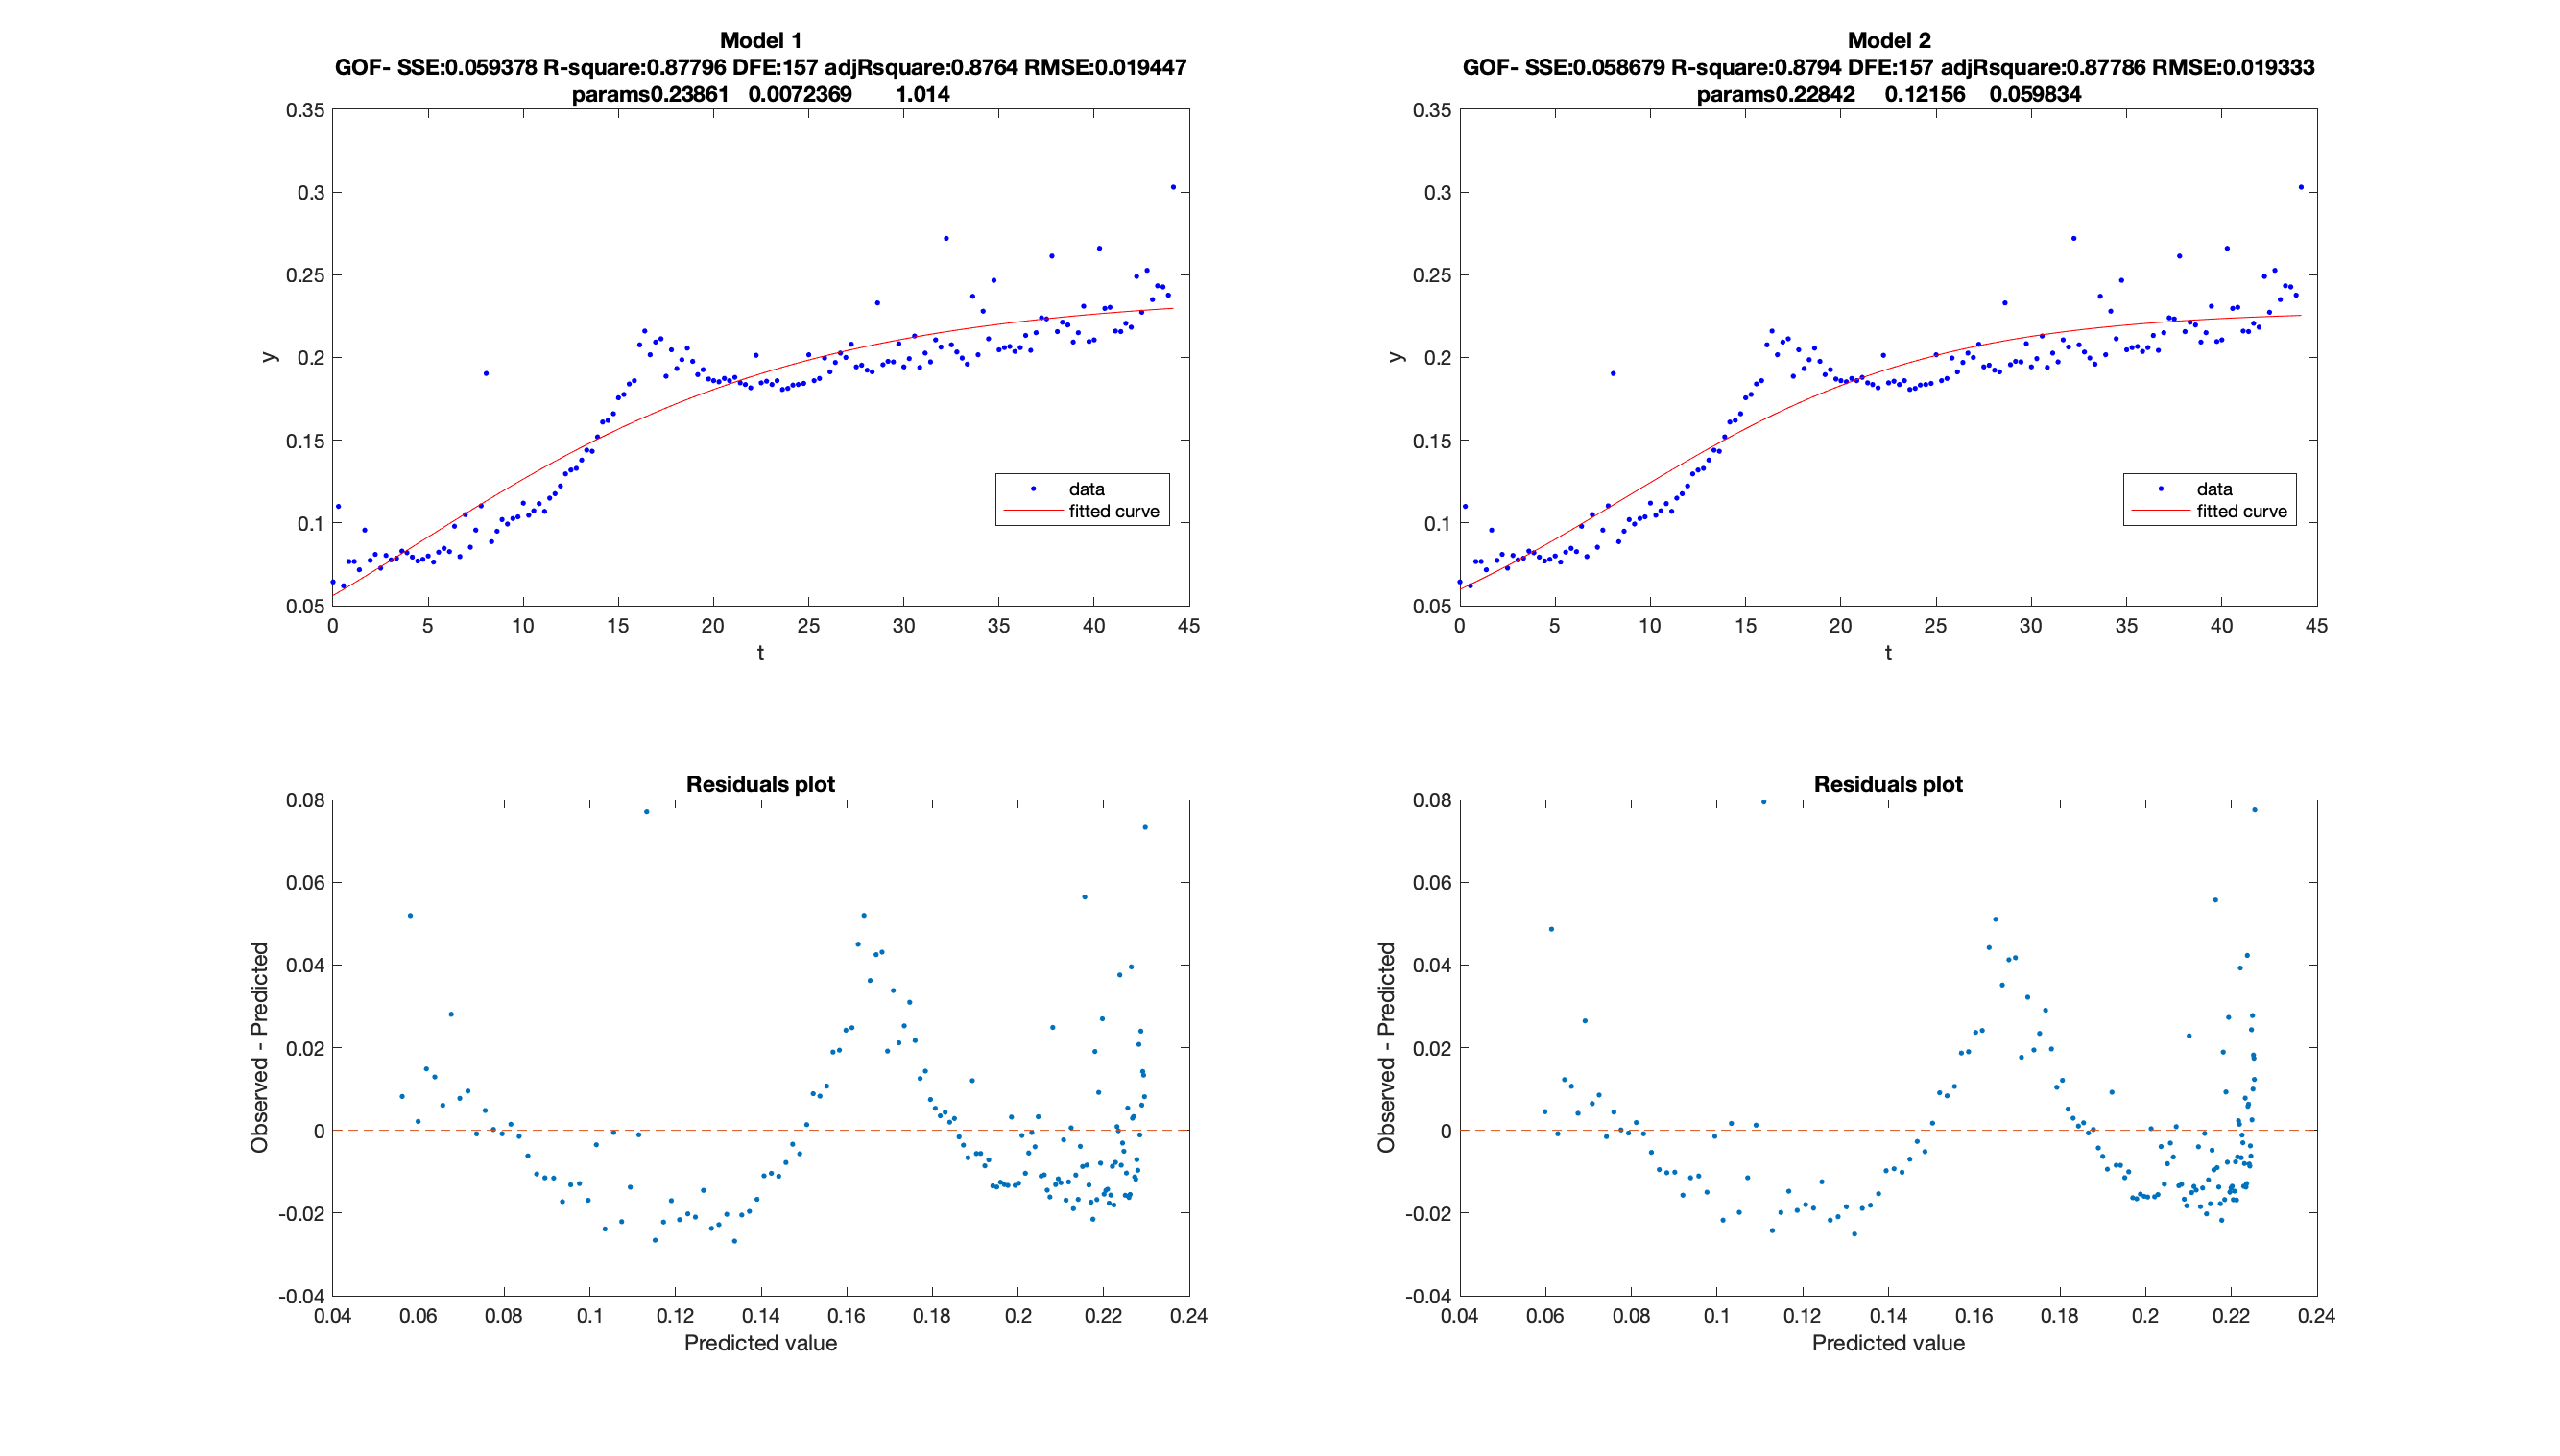 Model 1
GOF- SSE:0.059378 R-square:0.87796 DFE:157 adjRsquare:0.8764 RMSE:0.019447
params0.23861 0.0072369 1.014
0.35
0.3
0.25
0.2
0.15
0.1
0.05
y
0 5 10 15 20 25 30 35 40 45
t
data
fitted curve
Model 2
GOF- SSE:0.058679 R-square:0.8794 DFE:157 adjRsquare:0.87786 RMSE:0.019333
params0.22842 0.12156 0.059834
0.35
0.3
0.25
0.2
0.15
0.1
0.05
y
0 5 10 15 20 25 30 35 40 45
t
data
fitted curve
Residuals plot
0.08
0.06
0.04
0.02
0
-0.02
-0.04
Observed - Predicted
0.04 0.06 0.08 0.1 0.12 0.14 0.16 0.18 0.2 0.22 0.24
Predicted value
Residuals plot
0.08
0.06
0.04
0.02
0
-0.02
-0.04
Observed - Predicted
0.04 0.06 0.08 0.1 0.12 0.14 0.16 0.18 0.2 0.22 0.24
Predicted value